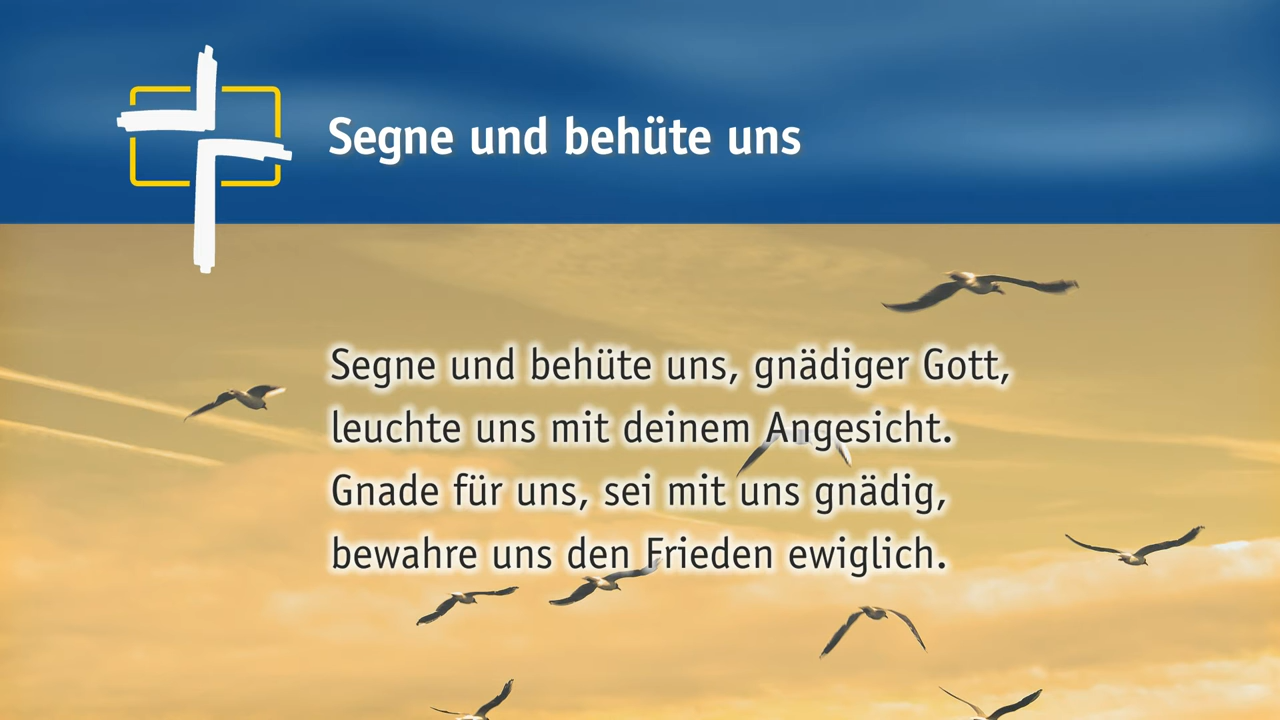 Segne und behüte uns
Segne und behüte uns, gnädiger Gott,
leuchte uns mit deinem Angesicht.
Gnade für uns, sei mit uns gnädig,
bewahre uns den Frieden ewiglich.